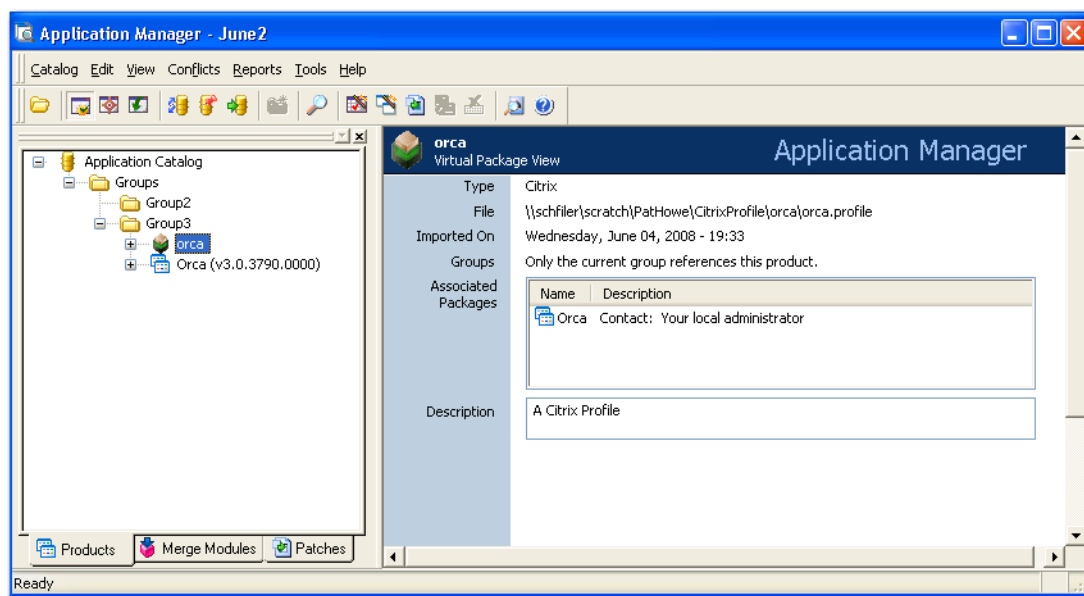 Application Manager - June2
Catalog Edit View Conflicts Reports Tools Help
Application Catalog
Groups
Group2
Group3
orca
Orca (v3.0.3790.0000)
Products Merge Modules Patches
orca
Virtual Package View
Application Manager
Type Citrix
File \\schfiler\scratch\PatHowe\CitrixProfile\orca\orca.profile
Imported On Wednesday, June 04, 2008 - 19:33
Groups Only the current group references this product.
Associated Packages
Name Description
Orca Contact: Your local administrator
Description A Citrix Profile
Ready